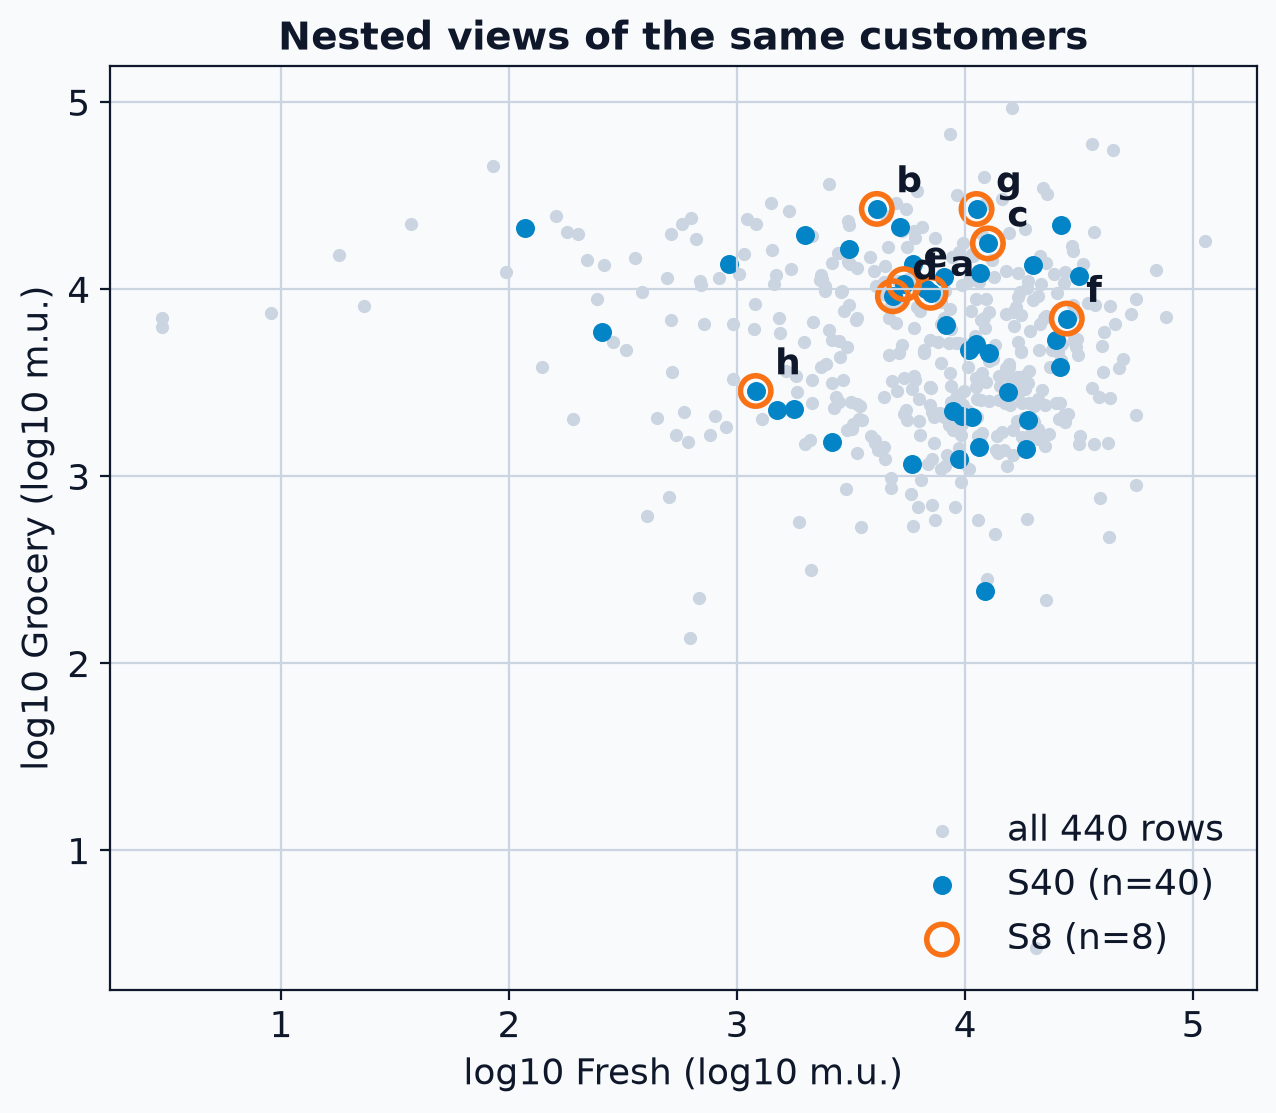 Nested views of the same customers
log10 Grocery (log10 m.u.)
5
4
3
2
1
b
g
c
e
d
a
f
h
all 440 rows
S40 (n=40)
S8 (n=8)
1
2
3
4
5
log10 Fresh (log10 m.u.)